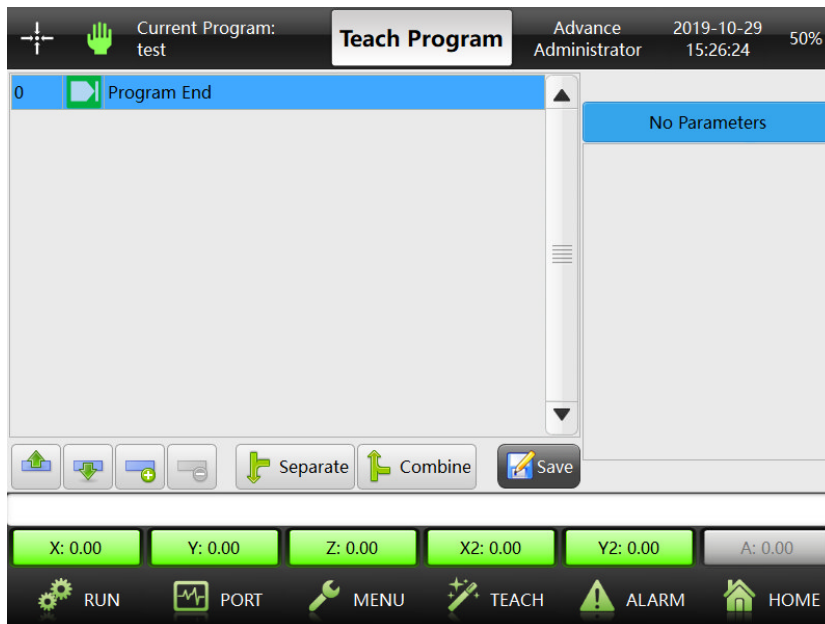 Current Program:
test
Teach Program
Advance
Administrator
2019-10-29
15:26:24
50%
0 Program End
No Parameters
Separate
Combine
Save
X: 0.00
Y: 0.00
Z: 0.00
X2: 0.00
Y2: 0.00
A: 0.00
RUN
PORT
MENU
TEACH
ALARM
HOME